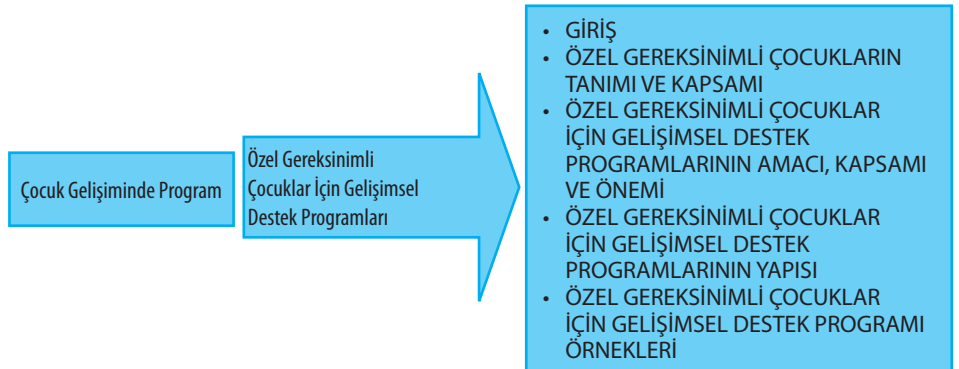 Çocuk Gelişiminde Program
Özel Gereksinimli
Çocuklar İçin Gelişimsel
Destek Programları
• GİRİŞ
• ÖZEL GEREKSİNİMLİ ÇOCUKLARIN
TANIMI VE KAPSAMI
• ÖZEL GEREKSİNİMLİ ÇOCUKLAR
İÇİN GELİŞİMSEL DESTEK
PROGRAMLARININ AMACI, KAPSAMI
VE ÖNEMİ
• ÖZEL GEREKSİNİMLİ ÇOCUKLAR
İÇİN GELİŞİMSEL DESTEK
PROGRAMLARININ YAPISI
• ÖZEL GEREKSİNİMLİ ÇOCUKLAR
İÇİN GELİŞİMSEL DESTEK PROGRAMI
ÖRNEKLERİ